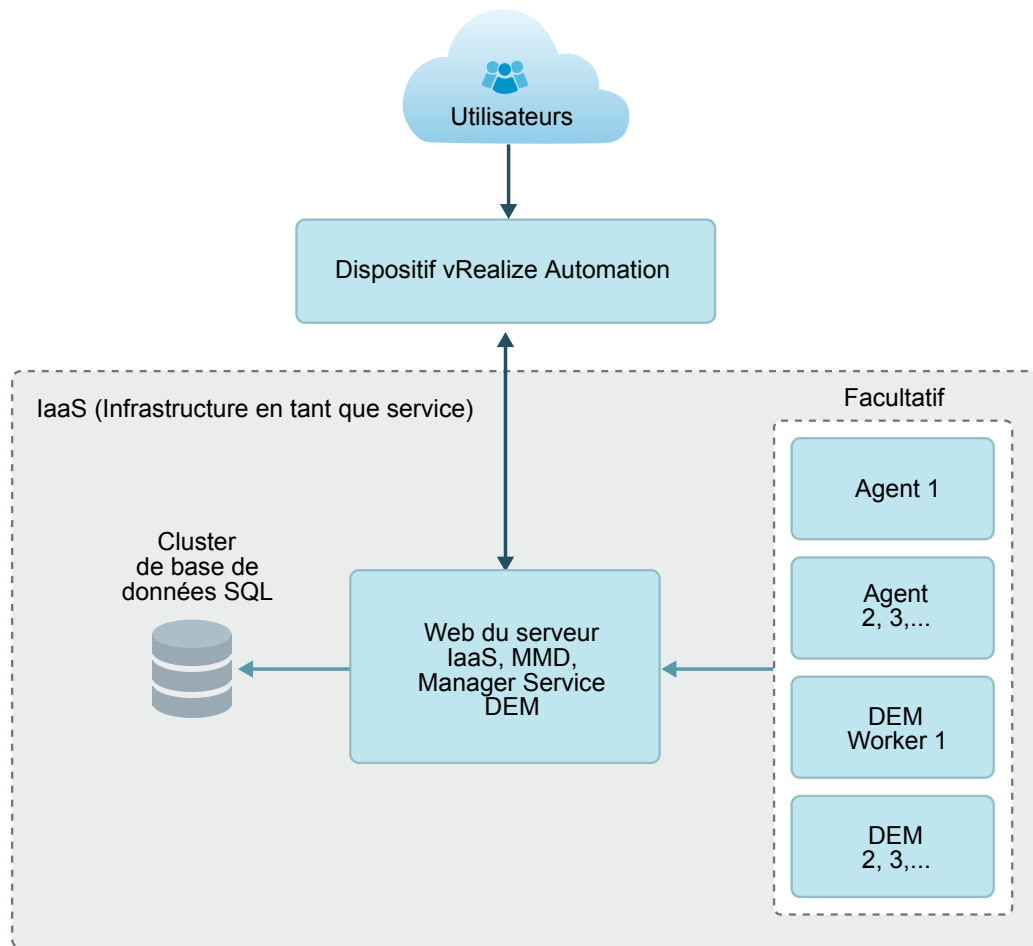 Utilisateurs
Dispositif vRealize Automation
IaaS (Infrastructure en tant que service)
Facultatif
Agent 1
Agent
2, 3,...
DEM
Worker 1
DEM
2, 3,...
Cluster
de base de
données SQL
Web du serveur
IaaS, MMD,
Manager Service
DEM